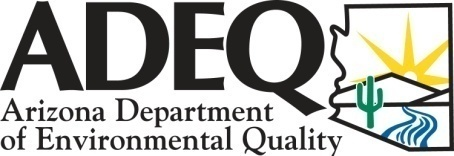 ADEQ
Arizona Department
of Environmental Quality